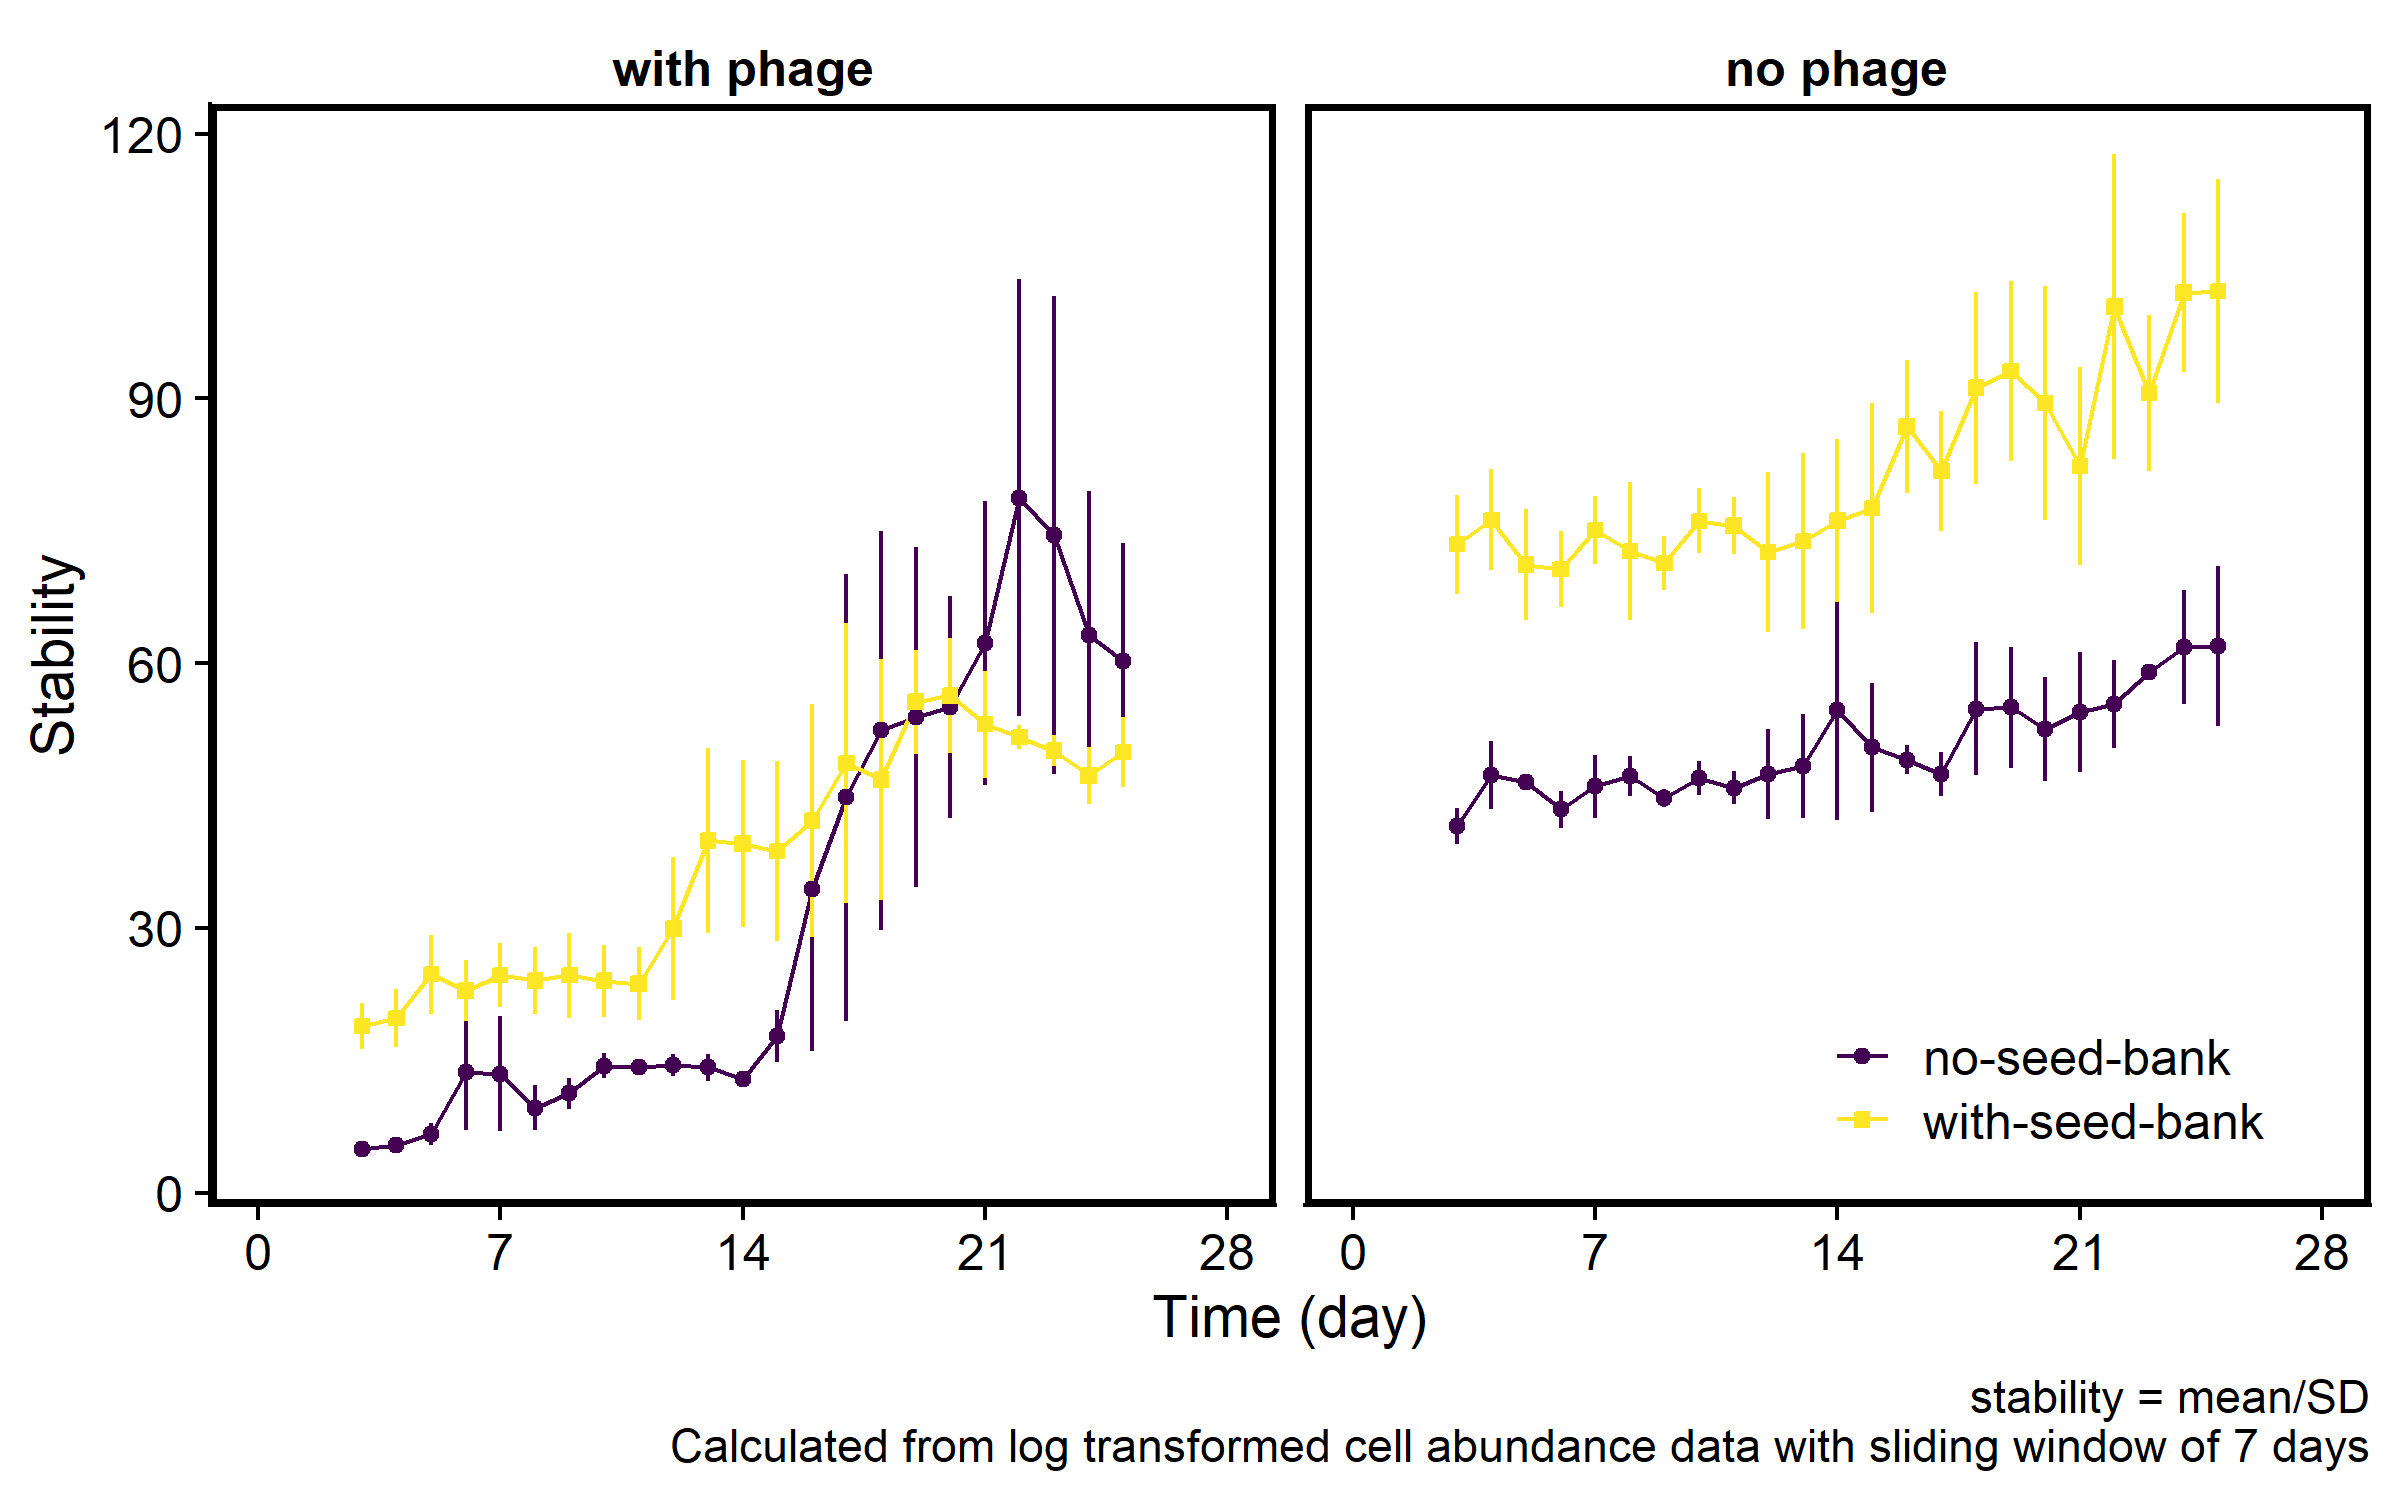 with phage
no phage
120
90
60
30
0
Stability
0 7 14 21 28
0 7 14 21 28
Time (day)
no-seed-bank
with-seed-bank
stability = mean/SD
Calculated from log transformed cell abundance data with sliding window of 7 days